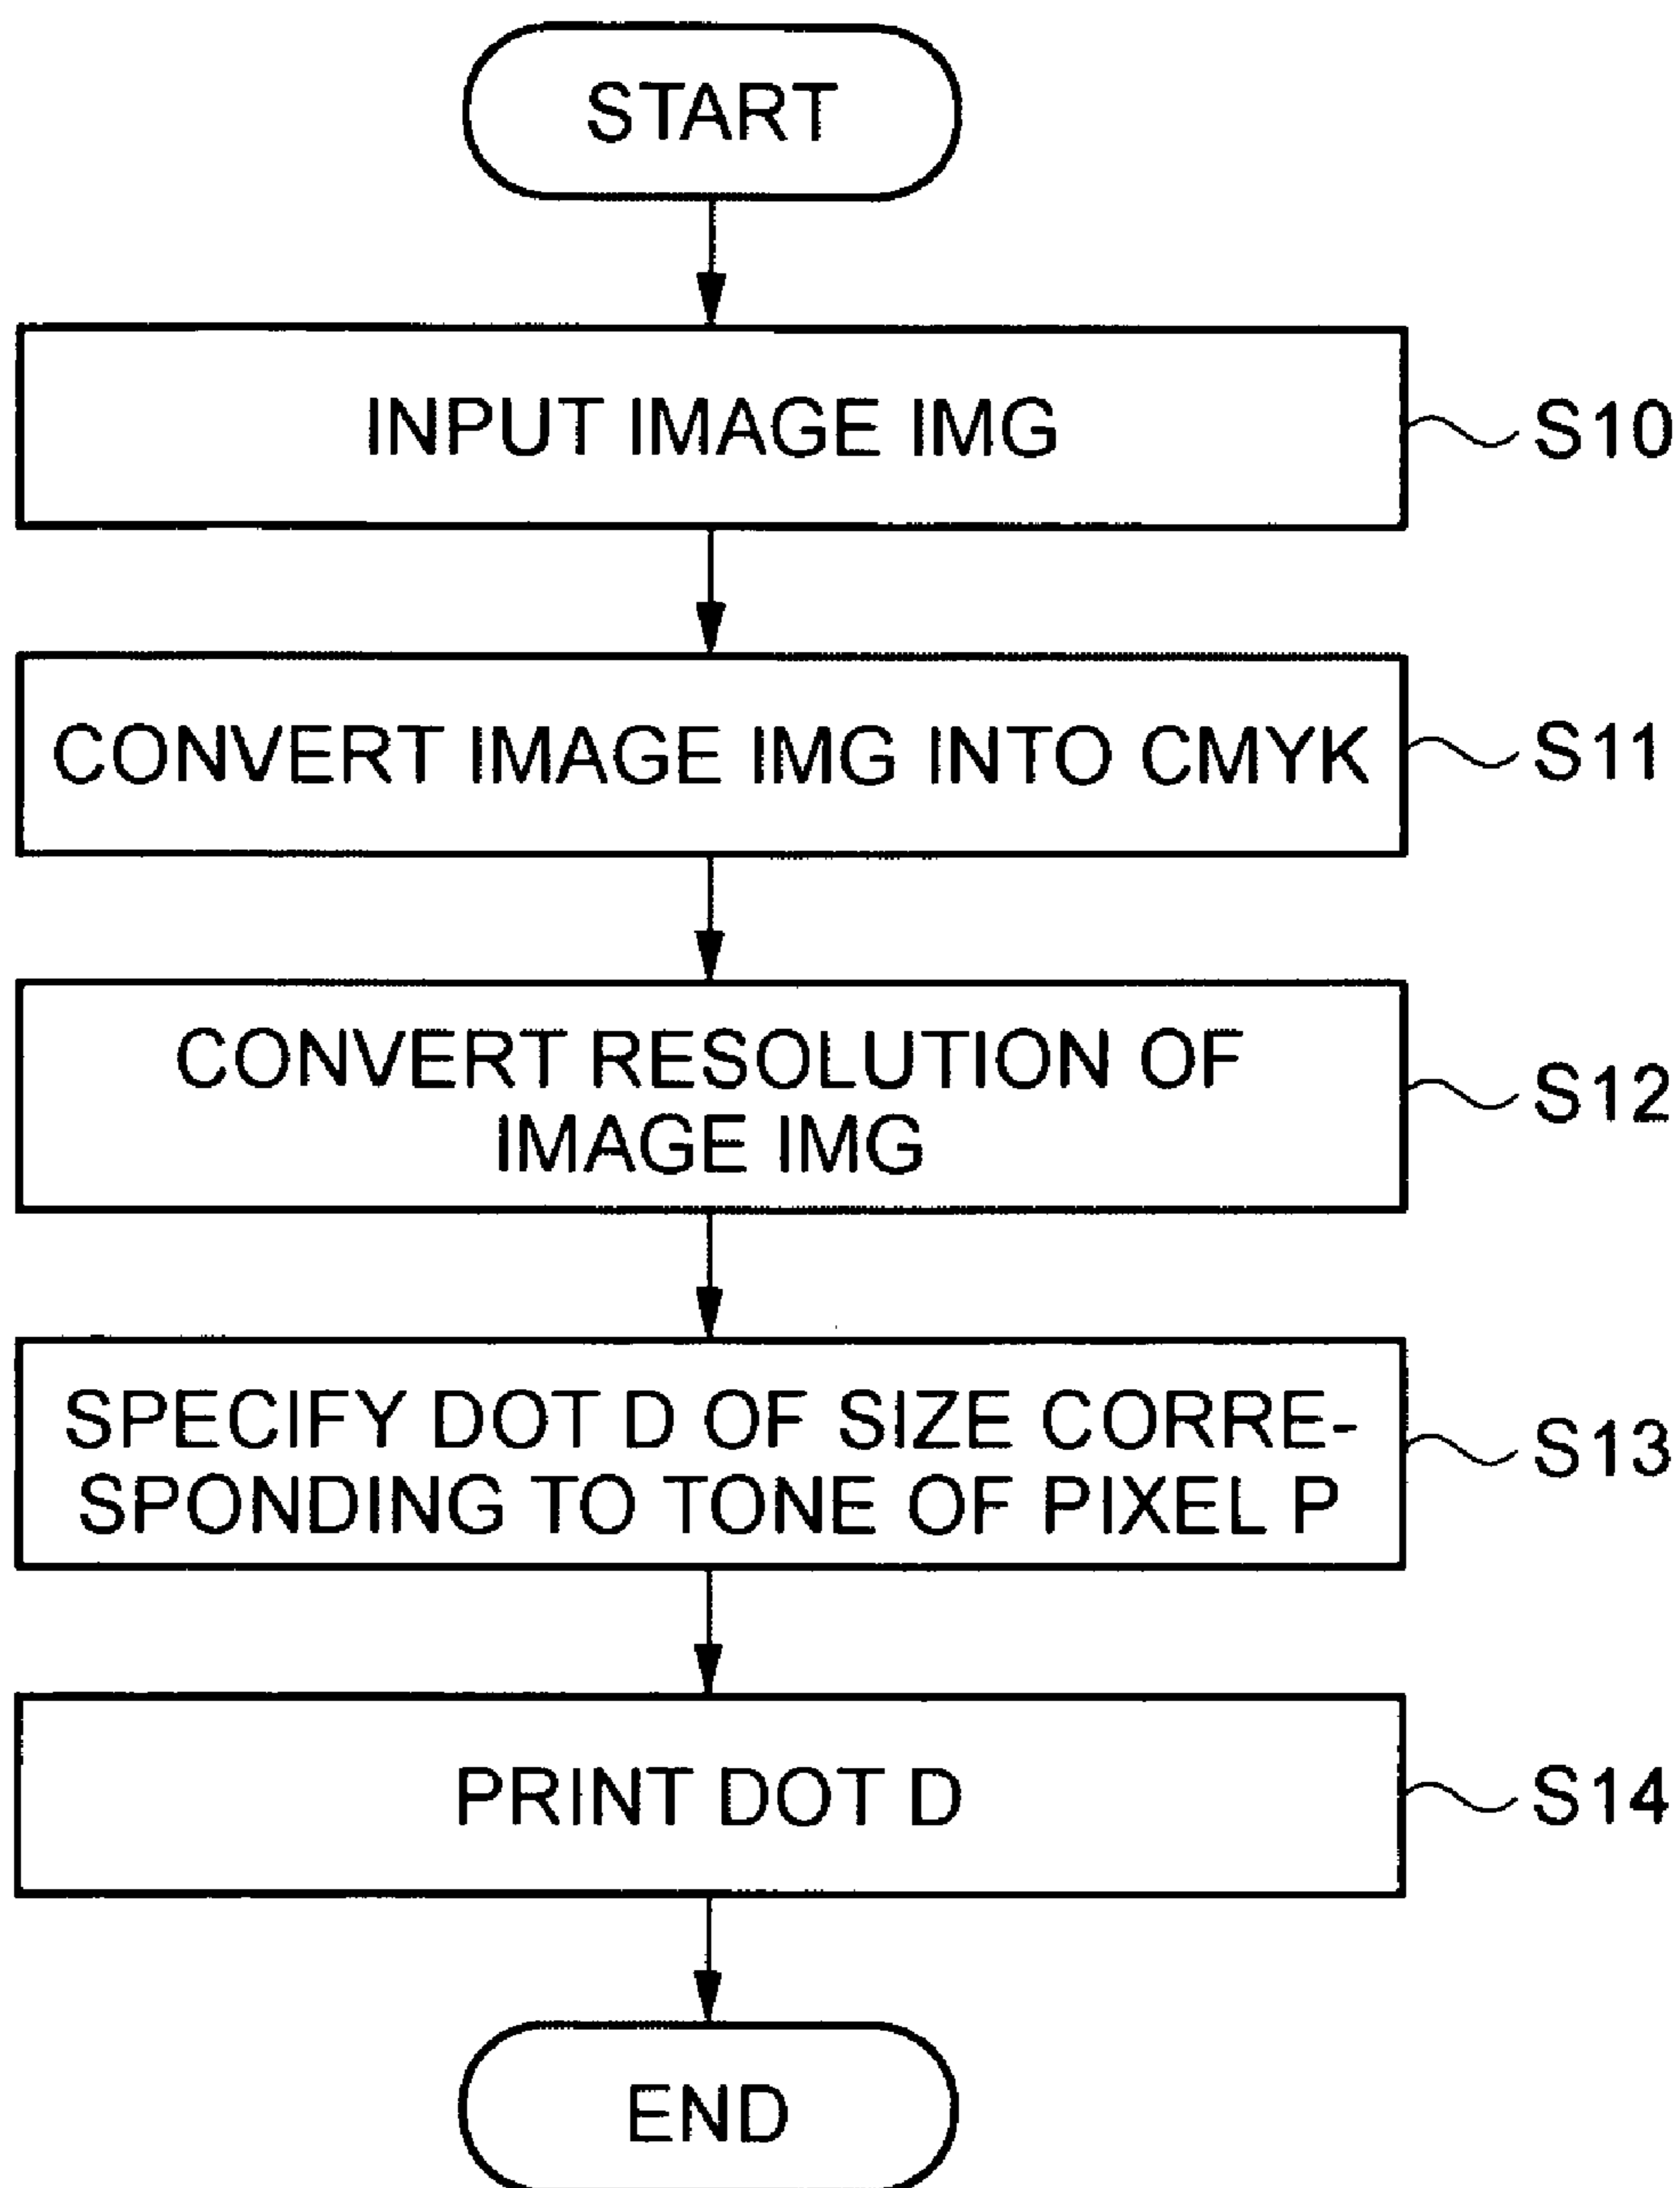 START
INPUT IMAGE IMG
S10
CONVERT IMAGE IMG INTO CMYK
S11
CONVERT RESOLUTION OF
IMAGE IMG
S12
SPECIFY DOT D OF SIZE CORRE-
SPONDING TO TONE OF PIXEL P
S13
PRINT DOT D
S14
END